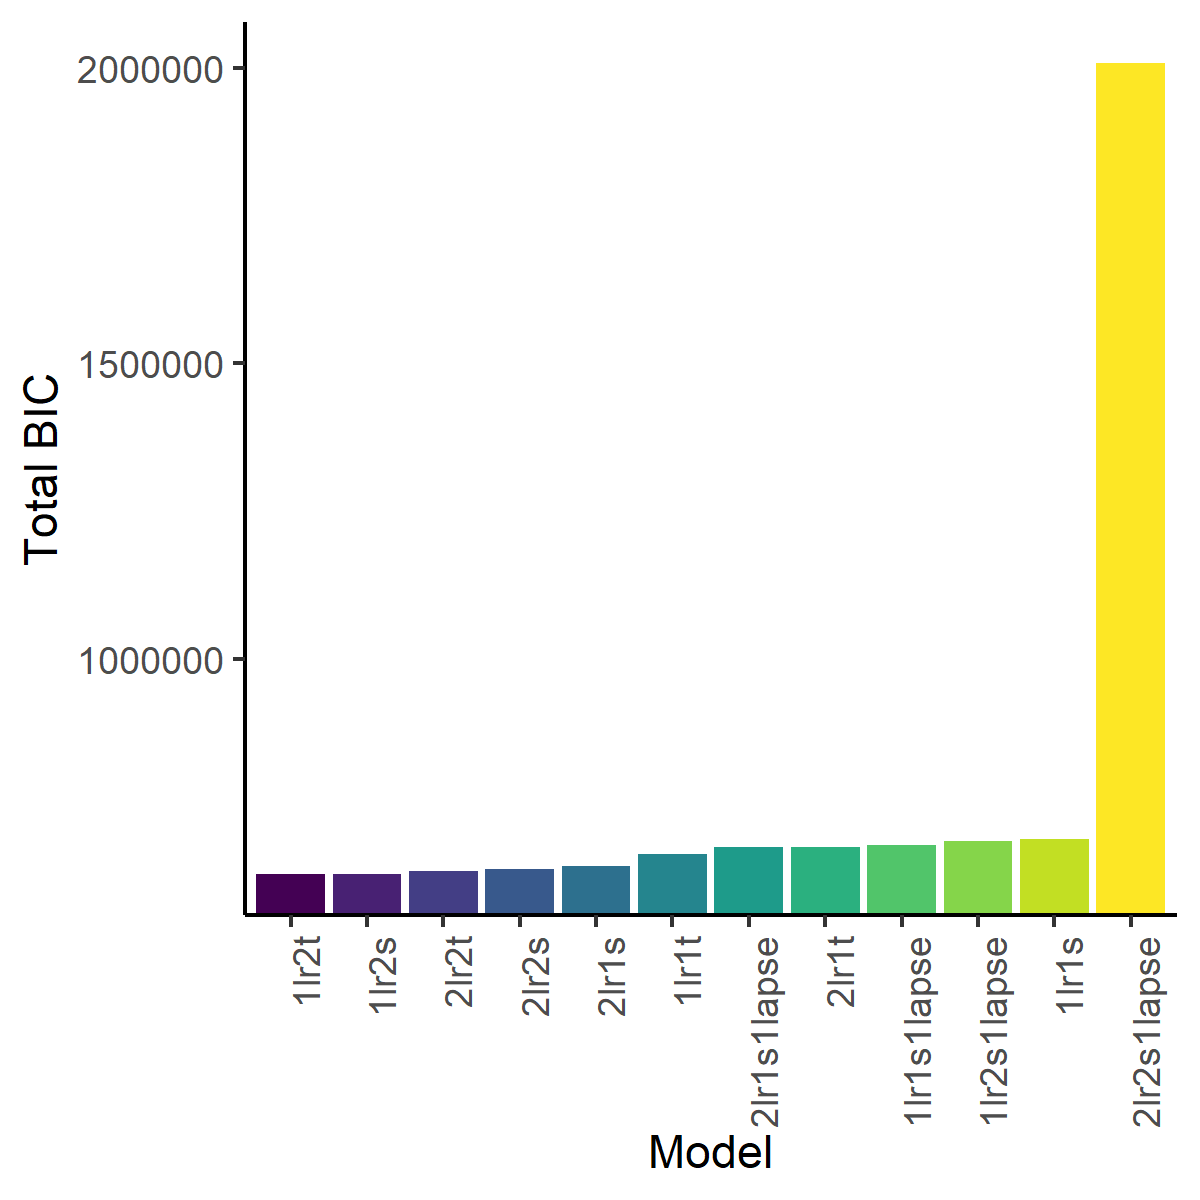 2000000
1500000
1000000
Total BIC
1lr2t
1lr2s
2lr2t
2lr2s
2lr1s
1lr1t
2lr1s1lapse
2lr1t
1lr1s1lapse
1lr2s1lapse
1lr1s
2lr2s1lapse
Model